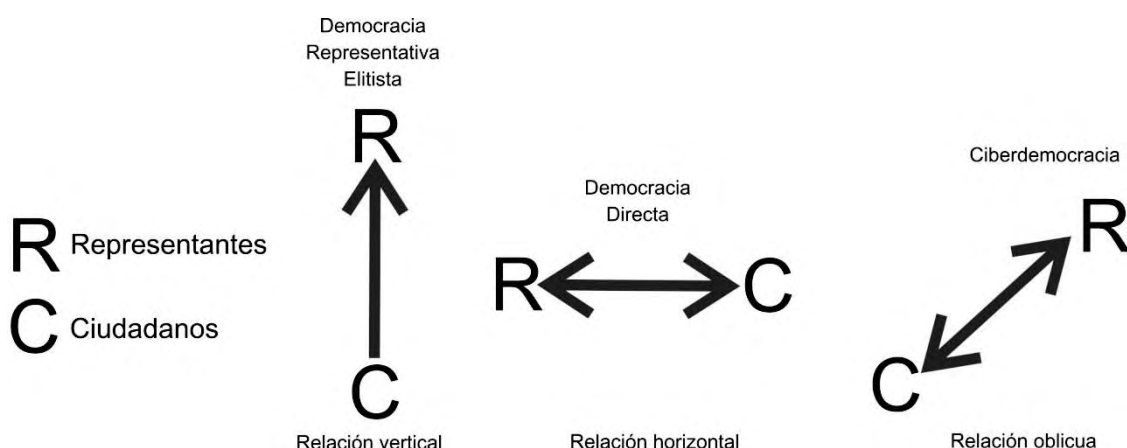 R Representantes
C Ciudadanos
Democracia
Representativa
Elitista
R
C
Relación vertical
Democracia
Directa
R C
Relación horizontal
Ciberdemocracia
R
C
Relación oblicua